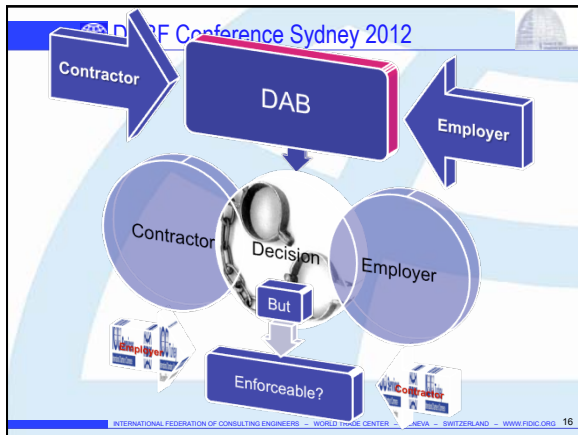 Conference Sydney 2012
Contractor
DAB
Employer
Contractor
Decision
Employer
But
Employer
Contractor
Enforceable?
INTERNATIONAL FEDERATION OF CONSULTING ENGINEERS – WORLD TRADE CENTER – GENEVA – SWITZERLAND – WWW.FIDIC.ORG 16